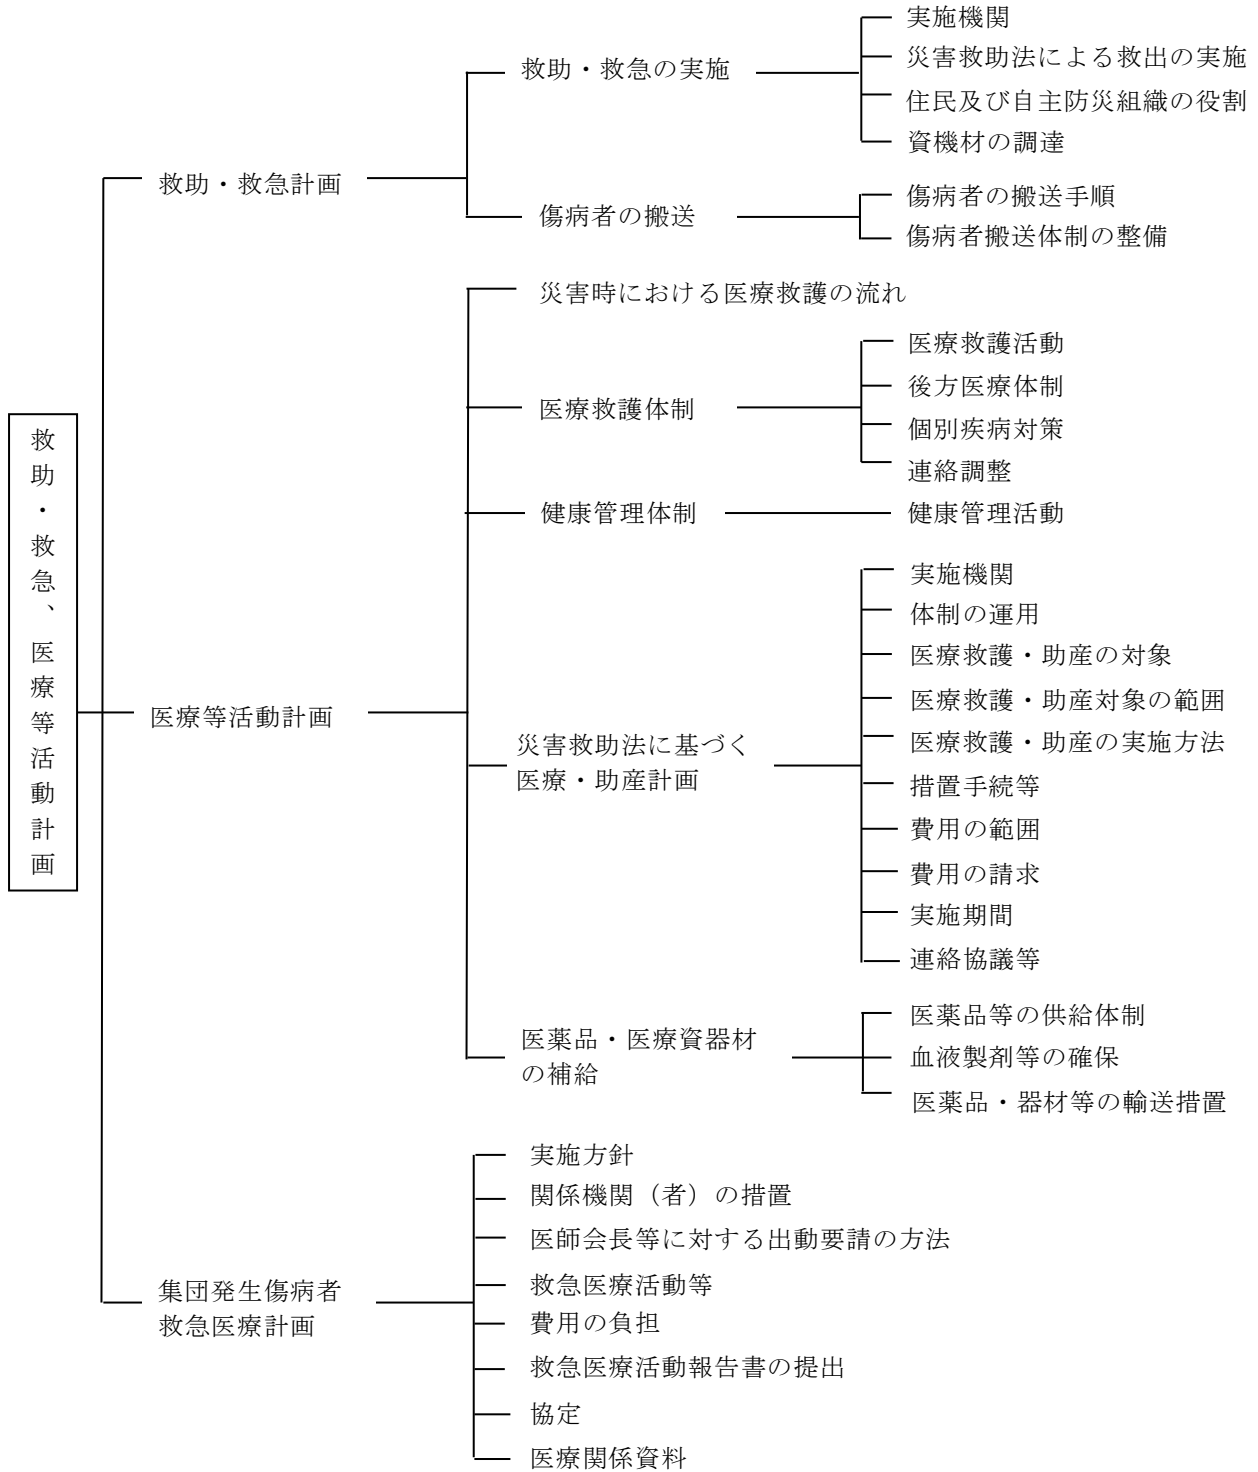 救助・救急、医療等活動計画
救助・救急計画
救助・救急の実施
実施機関
災害救助法による救出の実施
住民及び自主防災組織の役割
資機材の調達
傷病者の搬送
傷病者の搬送手順
傷病者搬送体制の整備
医療等活動計画
災害時における医療救護の流れ
医療救護体制
医療救護活動
後方医療体制
個別疾病対策
連絡調整
健康管理体制
健康管理活動
災害救助法に基づく
医療・助産計画
実施機関
体制の運用
医療救護・助産の対象
医療救護・助産対象の範囲
医療救護・助産の実施方法
措置手続等
費用の範囲
費用の請求
実施期間
連絡協議等
医薬品・医療資器材
の補給
医薬品等の供給体制
血液製剤等の確保
医薬品・器材等の輸送措置
集団発生傷病者
救急医療計画
実施方針
関係機関（者）の措置
医師会長等に対する出動要請の方法
救急医療活動等
費用の負担
救急医療活動報告書の提出
協定
医療関係資料